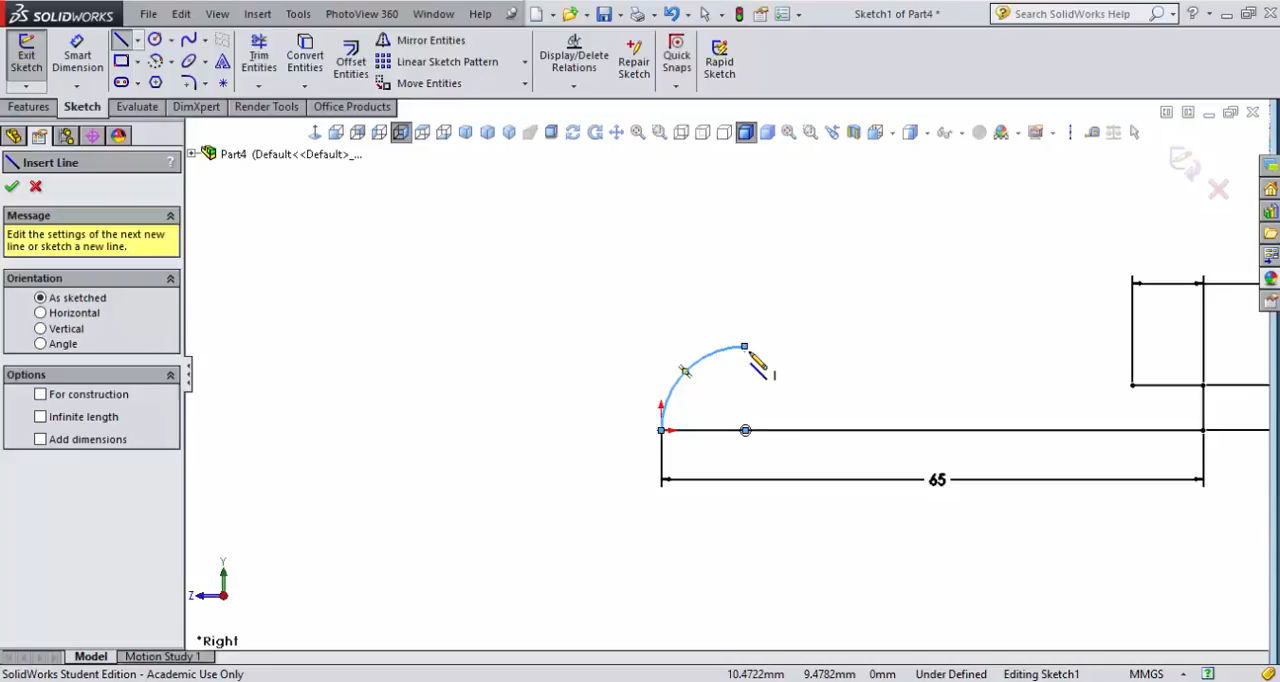 SOLIDWORKS File Edit View Insert Tools PhotoView 360 Window Help Sketch1 of Part4 * Search SolidWorks Help
Exit Sketch
Smart Dimension
Trim Entities
Convert Entities
Offset Entities
Mirror Entities
Linear Sketch Pattern
Move Entities
Display/Delete Relations
Repair Sketch
Quick Snaps
Rapid Sketch
Features Sketch Evaluate DimXpert Render Tools Office Products
Part4 (Default<<Default>_...
Insert Line ?
Message
Edit the settings of the next new
line or sketch a new line.
Orientation
As sketched
Horizontal
Vertical
Angle
Options
For construction
Infinite length
Add dimensions
65
Y
Z
*Right
Model Motion Study 1
SolidWorks Student Edition - Academic Use Only 10.4722mm 9.4782mm 0mm Under Defined Editing Sketch1 MMGS